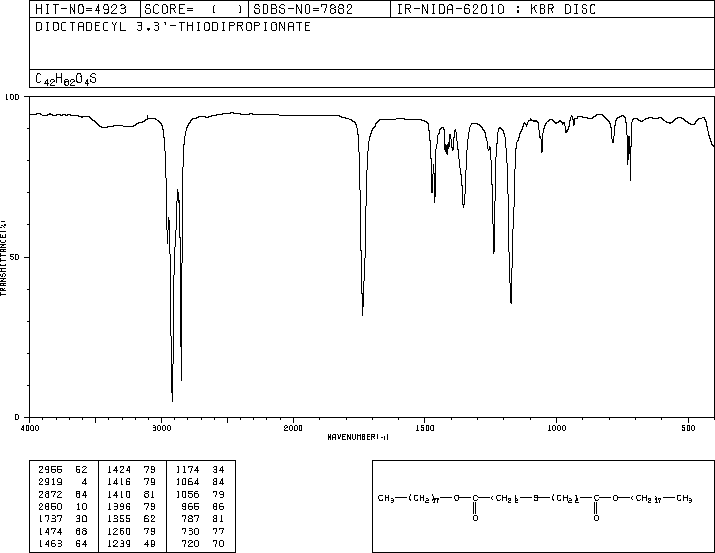 HIT-NO=4923 SCORE= ( ) SDBS-NO=7882 IR-NIDA-62010 : KBR DISC
DIOCTADECYL 3,3'-THIODIPROPIONATE
C42H82O4S
100
TRANSMITTANCE(%)
50
0
4000 3000 2000 1500 1000 500
WAVENUMBER(-1)
2956 62 1424 79 1174 34
2919 4 1416 79 1064 84
2872 64 1410 81 1056 79
2850 10 1396 79 966 86
1737 30 1355 62 787 81
1474 66 1260 79 730 77
1463 64 1239 49 720 70
CH3—(CH2)17—O—C—(CH2)2—S—(CH2)2—C—O—(CH2)17—CH3
O O